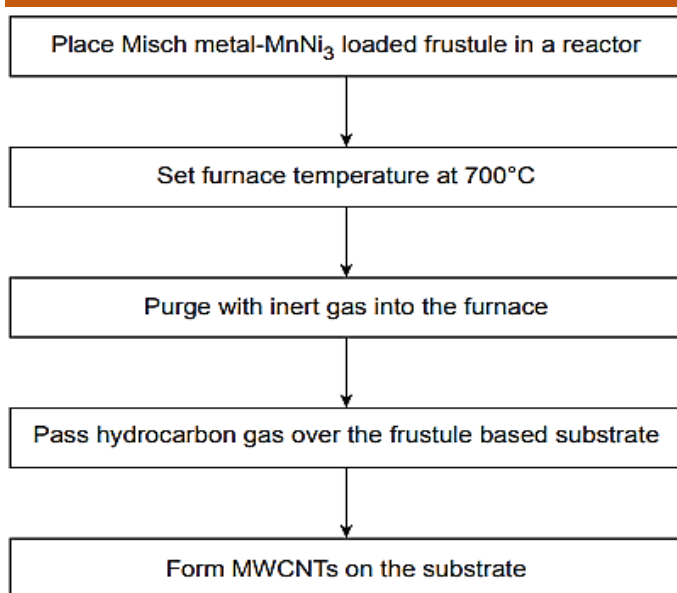 Place Misch metal-MnNi₃ loaded frustule in a reactor
Set furnace temperature at 700°C
Purge with inert gas into the furnace
Pass hydrocarbon gas over the frustule based substrate
Form MWCNTs on the substrate